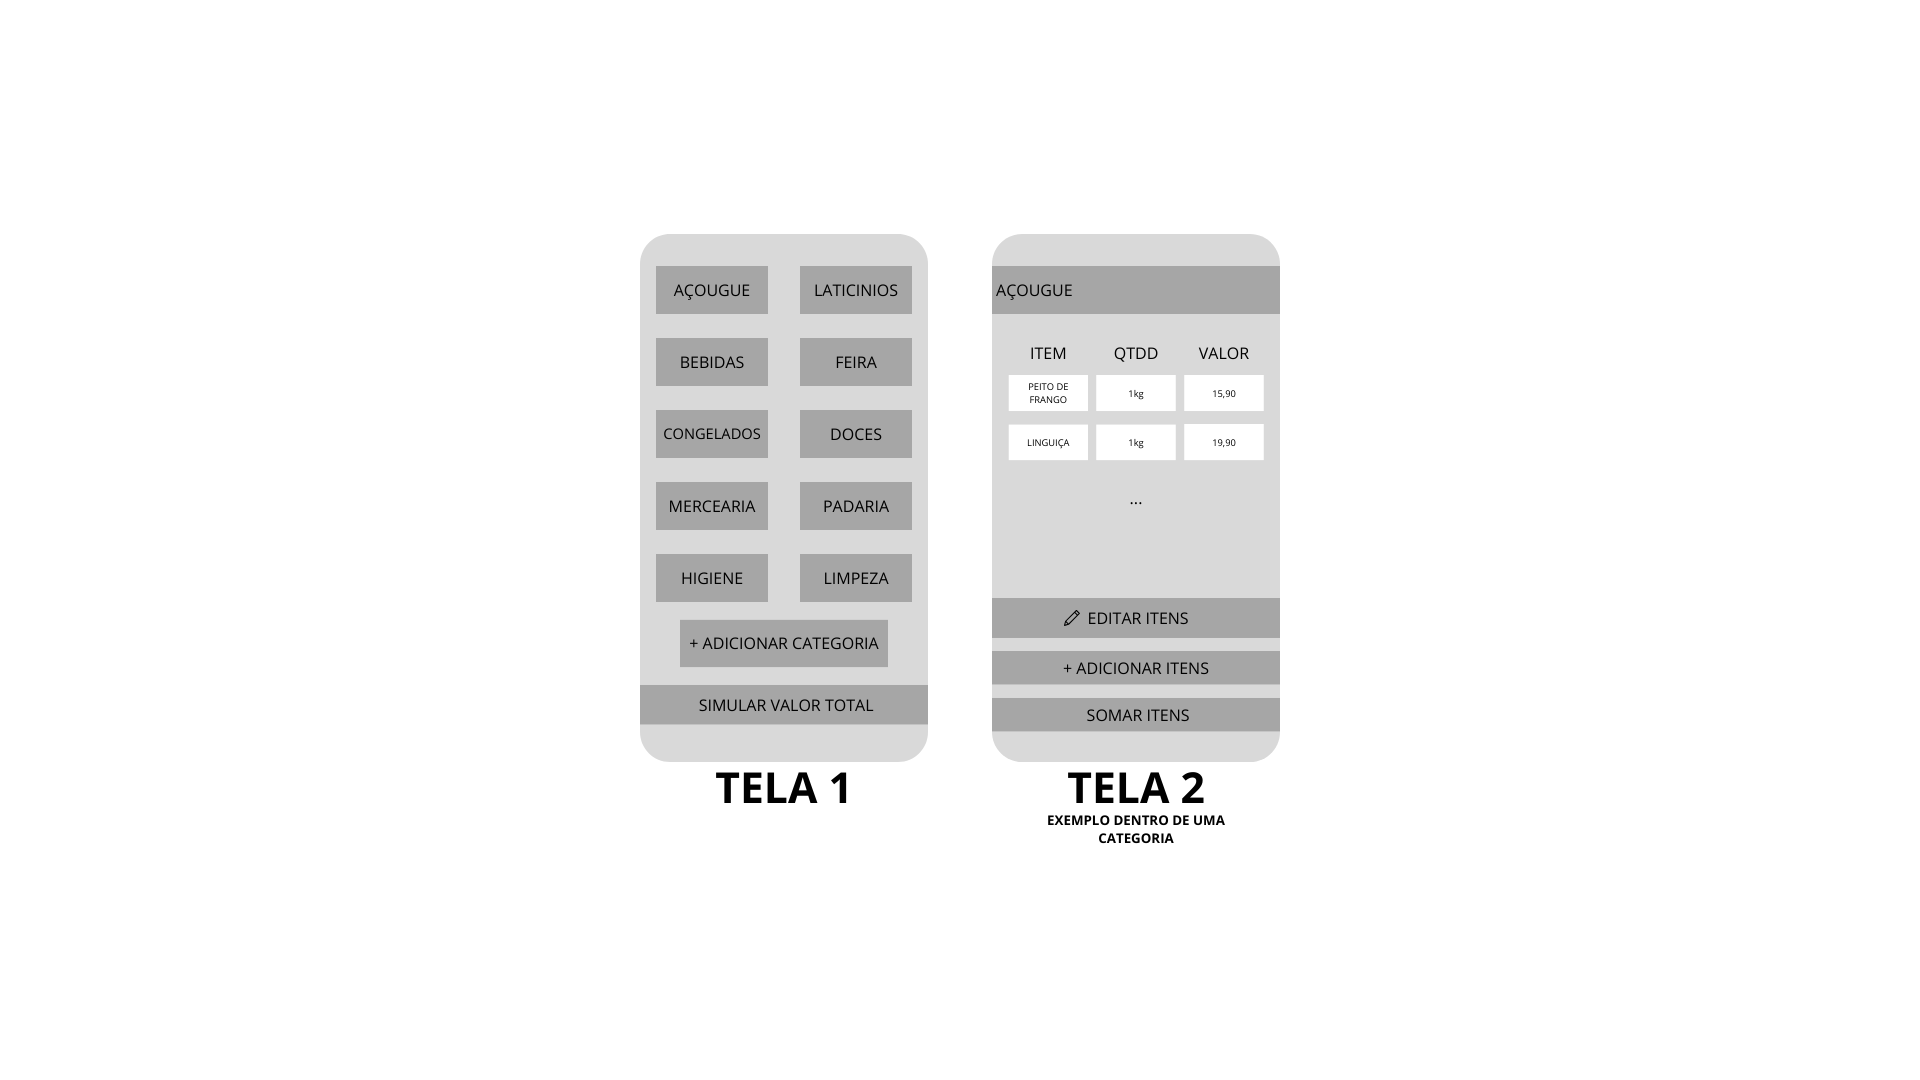 AÇOUGUE
LATICINIOS
BEBIDAS
FEIRA
CONGELADOS
DOCES
MERCEARIA
PADARIA
HIGIENE
LIMPEZA
+ ADICIONAR CATEGORIA
SIMULAR VALOR TOTAL
TELA 1
AÇOUGUE
ITEM QTDD VALOR
PEITO DE
FRANGO
1kg
15,90
LINGUIÇA
1kg
19,90
...
EDITAR ITENS
+ ADICIONAR ITENS
SOMAR ITENS
TELA 2
EXEMPLO DENTRO DE UMA
CATEGORIA